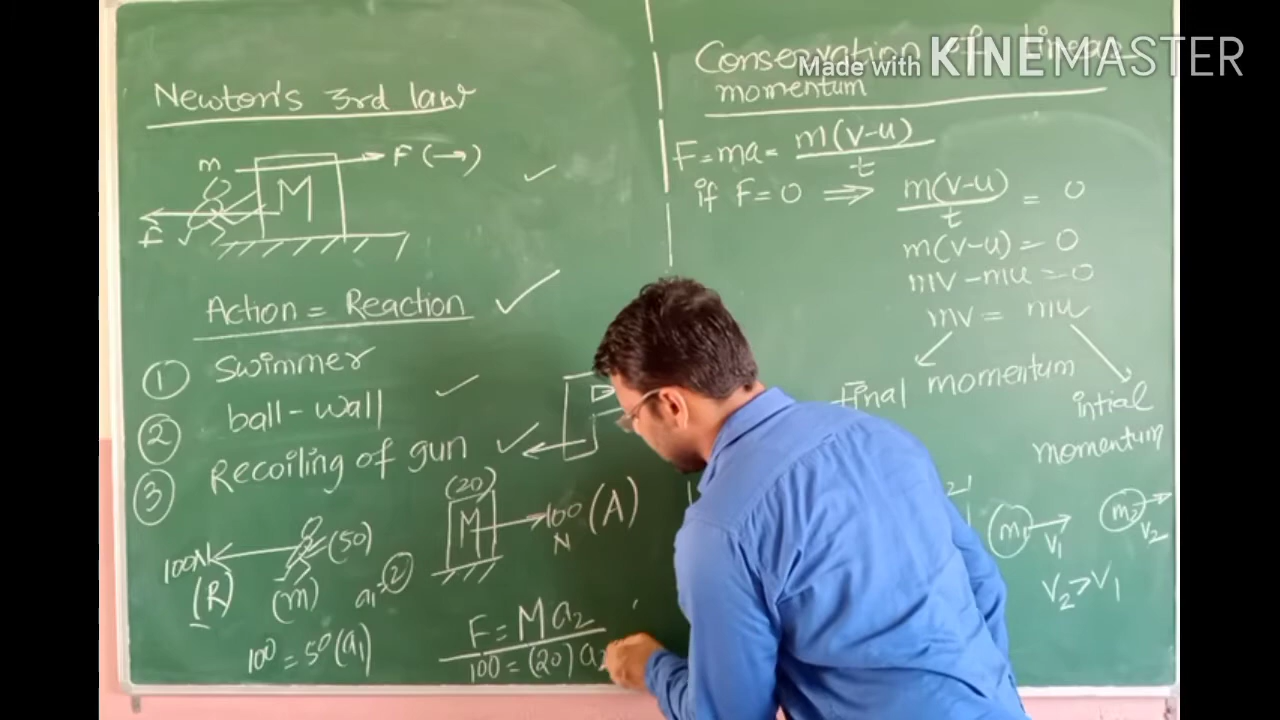 Newton's 3rd law
m
F (→)
M
F
Action = Reaction
① Swimmer
② ball - wall
③ Recoiling of gun
(20)
M
100 N (A)
100N
(R)
(50)
(m)
a₁=②
100 = 50(a₁)
F = Ma₂
100 = (20) a₂
Made with KINEMASTER
Conservation of linear
momentum
F = ma = m(v-u)
t
if F = 0 ⇒ m(v-u) = 0
t
m(v-u) = 0
mv - mu = 0
mv = mu
final momentum
intial
momentum
m₁
v₁
m₂
v₂
v₂ > v₁